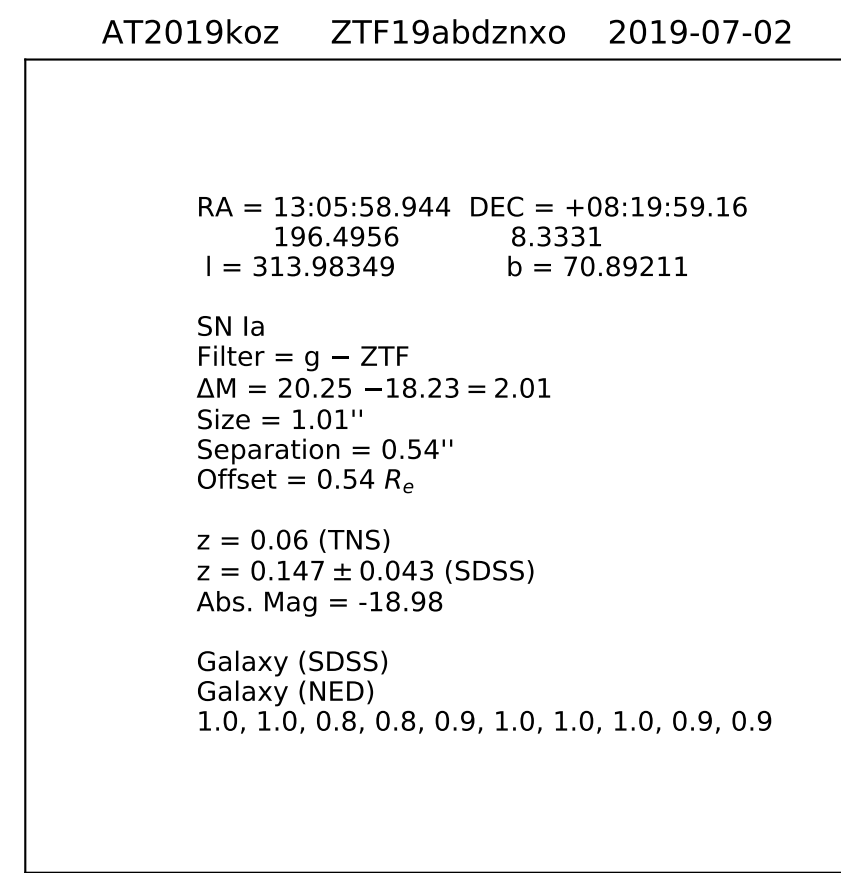 AT2019koz ZTF19abdznxo 2019-07-02
RA = 13:05:58.944 DEC = +08:19:59.16
196.4956 8.3331
l = 313.98349 b = 70.89211
SN Ia
Filter = g − ZTF
ΔM = 20.25 −18.23 = 2.01
Size = 1.01''
Separation = 0.54''
Offset = 0.54 Rₑ
z = 0.06 (TNS)
z = 0.147 ± 0.043 (SDSS)
Abs. Mag = -18.98
Galaxy (SDSS)
Galaxy (NED)
1.0, 1.0, 0.8, 0.8, 0.9, 1.0, 1.0, 1.0, 0.9, 0.9